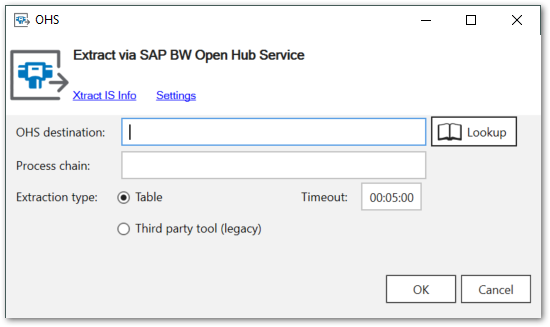 OHS
Extract via SAP BW Open Hub Service
Xtract IS Info Settings
OHS destination: Lookup
Process chain:
Extraction type: Table Timeout: 00:05:00
Third party tool (legacy)
OK Cancel